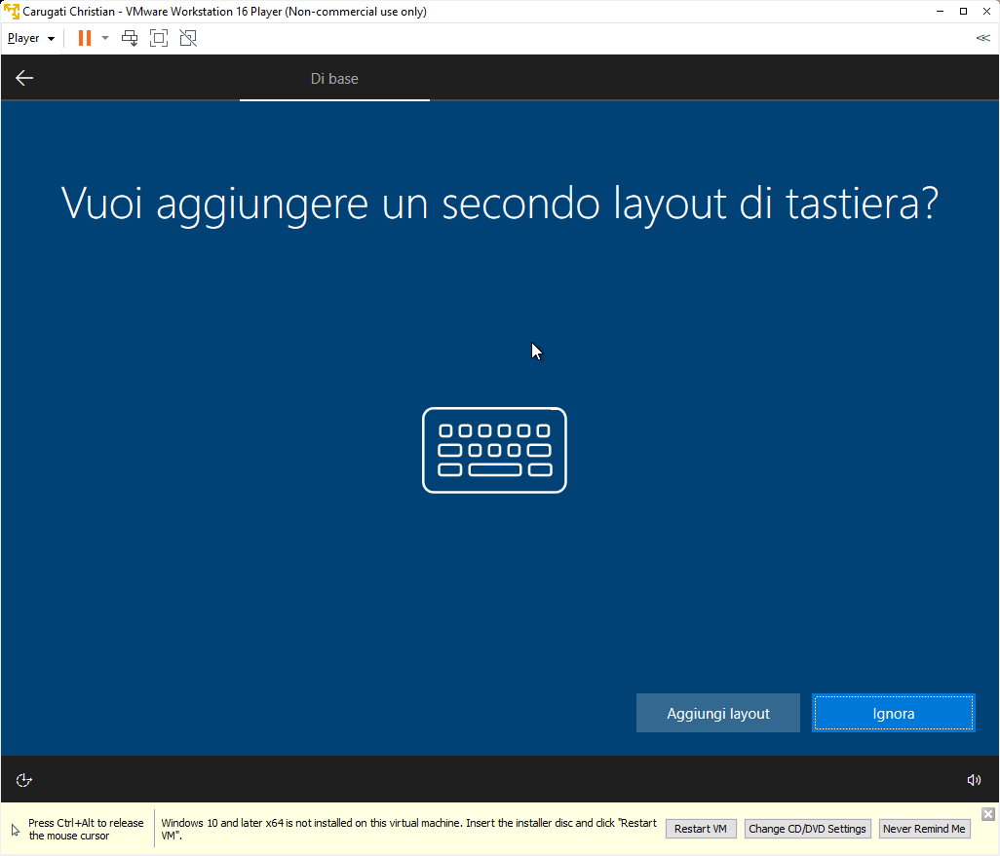 Carugati Christian - VMware Workstation 16 Player (Non-commercial use only)
Player
Di base
Vuoi aggiungere un secondo layout di tastiera?
Aggiungi layout
Ignora
Press Ctrl+Alt to release
the mouse cursor
Windows 10 and later x64 is not installed on this virtual machine. Insert the installer disc and click "Restart
VM".
Restart VM
Change CD/DVD Settings
Never Remind Me